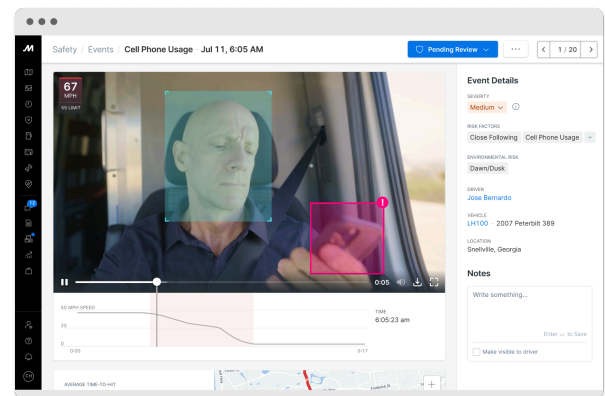 Safety / Events / Cell Phone Usage · Jul 11, 6:05 AM
Pending Review
1 / 20
67
MPH
55 LIMIT
!
0:05
50 MPH SPEED
25
0
0:00
0:17
TIME
6:05:23 am
AVERAGE TIME-TO-HIT
+
12
CH
Event Details
SEVERITY
Medium
RISK FACTORS
Close Following Cell Phone Usage
ENVIRONMENTAL RISK
Dawn/Dusk
DRIVER
Jose Bernardo
VEHICLE
LH100 · 2007 Peterbilt 389
LOCATION
Snellville, Georgia
Notes
Write something...
Enter ↵ to Save
Make visible to driver